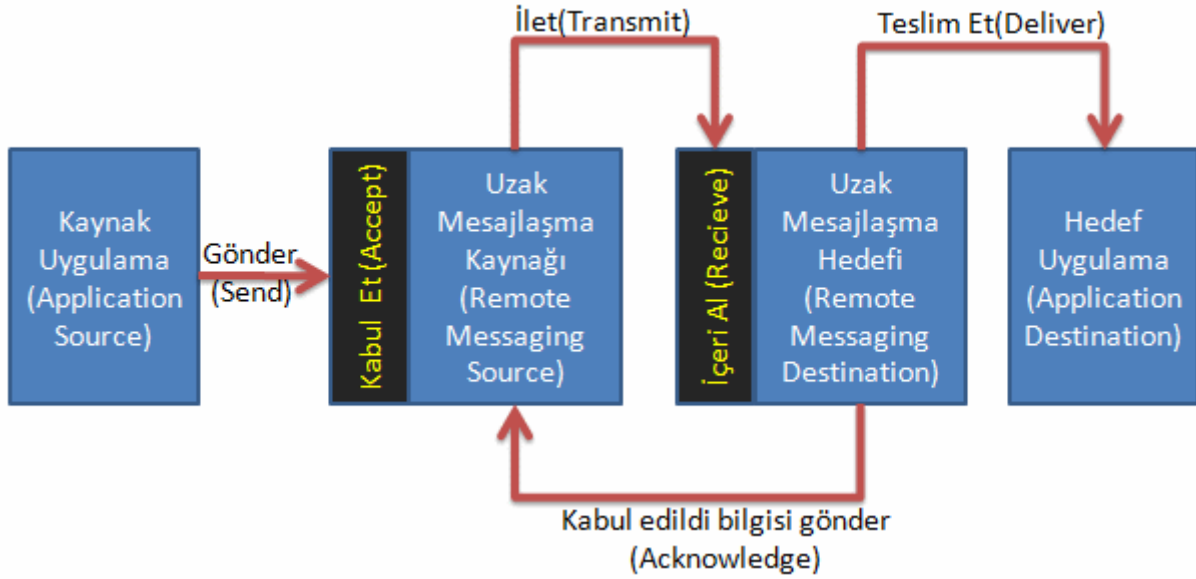 İlet(Transmit)
Teslim Et(Deliver)
Kaynak
Uygulama
(Application
Source)
Gönder
(Send)
Kabul Et (Accept)
Uzak
Mesajlaşma
Kaynağı
(Remote
Messaging
Source)
İçeri Al (Recieve)
Uzak
Mesajlaşma
Hedefi
(Remote
Messaging
Destination)
Hedef
Uygulama
(Application
Destination)
Kabul edildi bilgisi gönder
(Acknowledge)